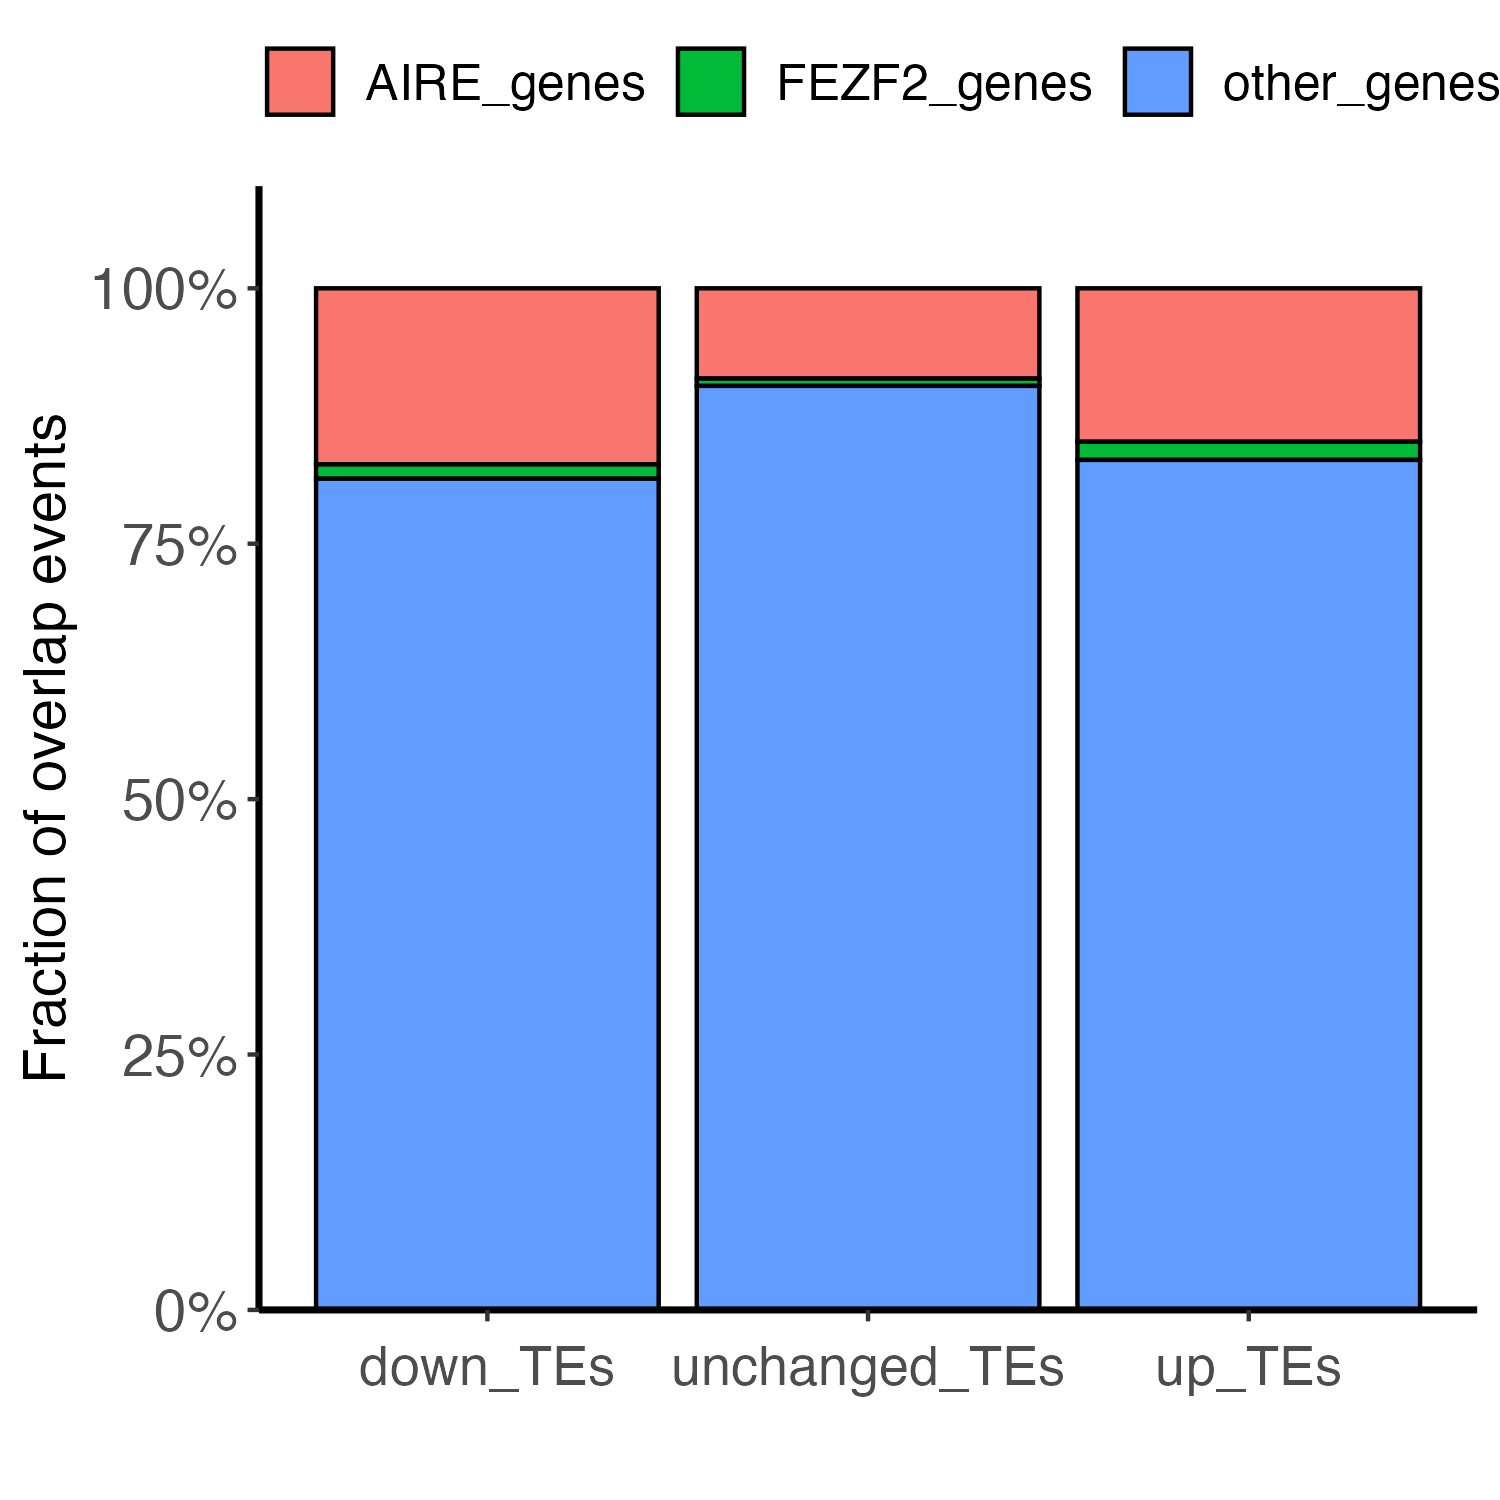 AIRE_genes FEZF2_genes other_genes
Fraction of overlap events
100%
75%
50%
25%
0%
down_TEs unchanged_TEs up_TEs